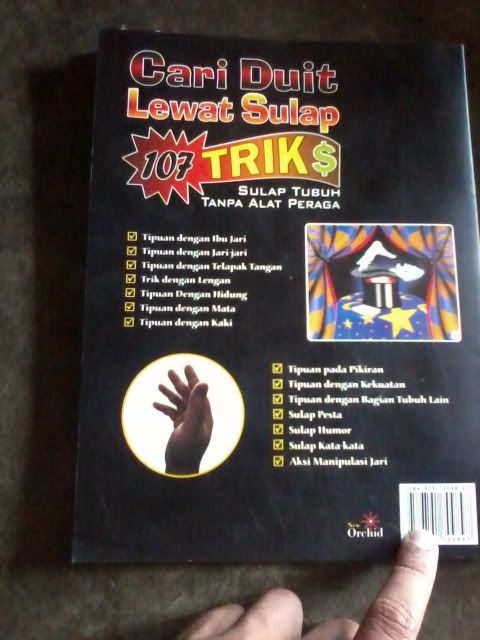 Cari Duit
Lewat Sulap
107 TRIK $
SULAP TUBUH
TANPA ALAT PERAGA
Tipuan dengan Ibu Jari
Tipuan dengan Jari-jari
Tipuan dengan Telapak Tangan
Trik dengan Lengan
Tipuan Dengan Hidung
Tipuan dengan Mata
Tipuan dengan Kaki
Tipuan pada Pikiran
Tipuan dengan Kekuatan
Tipuan dengan Bagian Tubuh Lain
Sulap Pesta
Sulap Humor
Sulap Kata-kata
Aksi Manipulasi Jari
New
Orchid